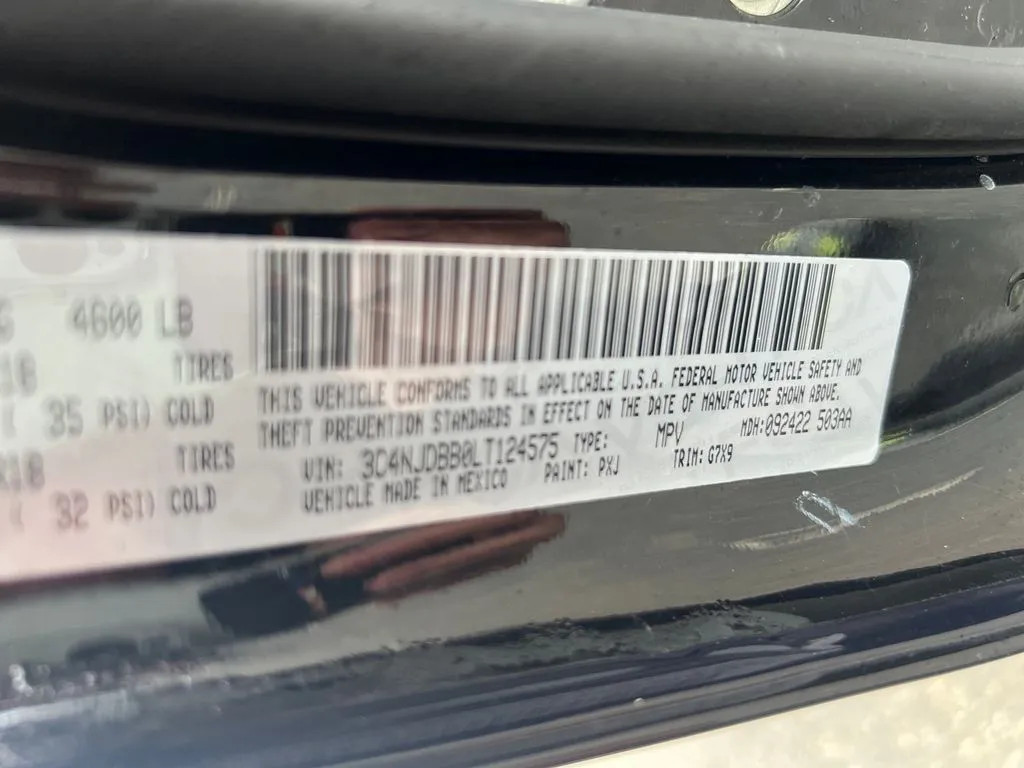 4600 LB
TIRES
35 PSI) COLD
TIRES
32 PSI) COLD
THIS VEHICLE CONFORMS TO ALL APPLICABLE U.S.A. FEDERAL MOTOR VEHICLE SAFETY AND
THEFT PREVENTION STANDARDS IN EFFECT ON THE DATE OF MANUFACTURE SHOWN ABOVE.
VIN: 3C4NJDBB0LT124575 TYPE: MPV MDH:092422 503AA
VEHICLE MADE IN MEXICO PAINT: PXJ TRIM: G7X9